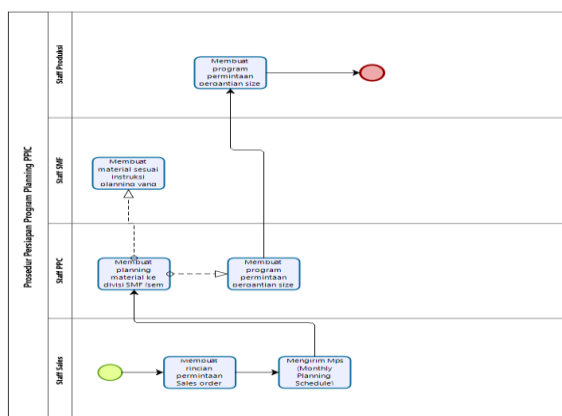 Prosedur Persiapan Program Planning PPIC
Staff Produksi
Membuat
program
permintaan
pergantian size
Staff SMF
Membuat
material sesuai
instruksi
planning yang
Staff PPC
Membuat
planning
material ke
divisi SMF (sem
Membuat
program
permintaan
pergantian size
Staff Sales
Membuat
rincian
permintaan
Sales order
Mengirim Mps
(Monthly
Planning
Schedule)